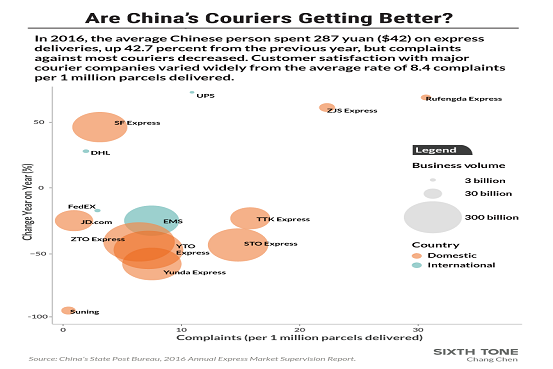 Are China's Couriers Getting Better?
In 2016, the average Chinese person spent 287 yuan ($42) on express
deliveries, up 42.7 percent from the previous year, but complaints
against most couriers decreased. Customer satisfaction with major
courier companies varied widely from the average rate of 8.4 complaints
per 1 million parcels delivered.
UPS
Rufengda Express
ZJS Express
50
SF Express
DHL
Legend
Business volume
3 billion
30 billion
300 billion
Country
Domestic
International
Change Year on Year (%)
0
FedEX
JD.com
EMS
TTK Express
ZTO Express
YTO
Express
STO Express
-50
Yunda Express
Suning
-100
0
10
20
30
Complaints (per 1 million parcels delivered)
SIXTH TONE
Source: China's State Post Bureau, 2016 Annual Express Market Supervision Report.
Chang Chen